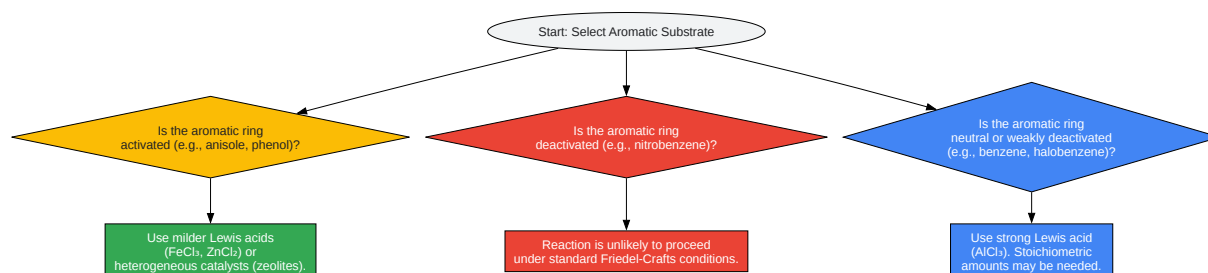 Start: Select Aromatic Substrate
Is the aromatic ring
activated (e.g., anisole, phenol)?
Is the aromatic ring
deactivated (e.g., nitrobenzene)?
Is the aromatic ring
neutral or weakly deactivated
(e.g., benzene, halobenzene)?
Use milder Lewis acids
(FeCl₃, ZnCl₂) or
heterogeneous catalysts (zeolites).
Reaction is unlikely to proceed
under standard Friedel-Crafts conditions.
Use strong Lewis acid
(AlCl₃). Stoichiometric
amounts may be needed.